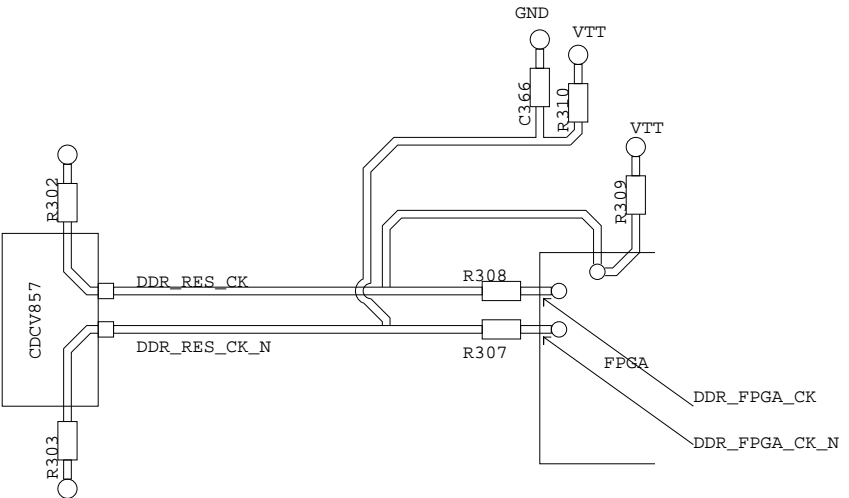 GND
VTT
C366
R310
VTT
R302
R309
DDR_RES_CK
R308
CDCV857
DDR_RES_CK_N
R307
FPGA
DDR_FPGA_CK
DDR_FPGA_CK_N
R303